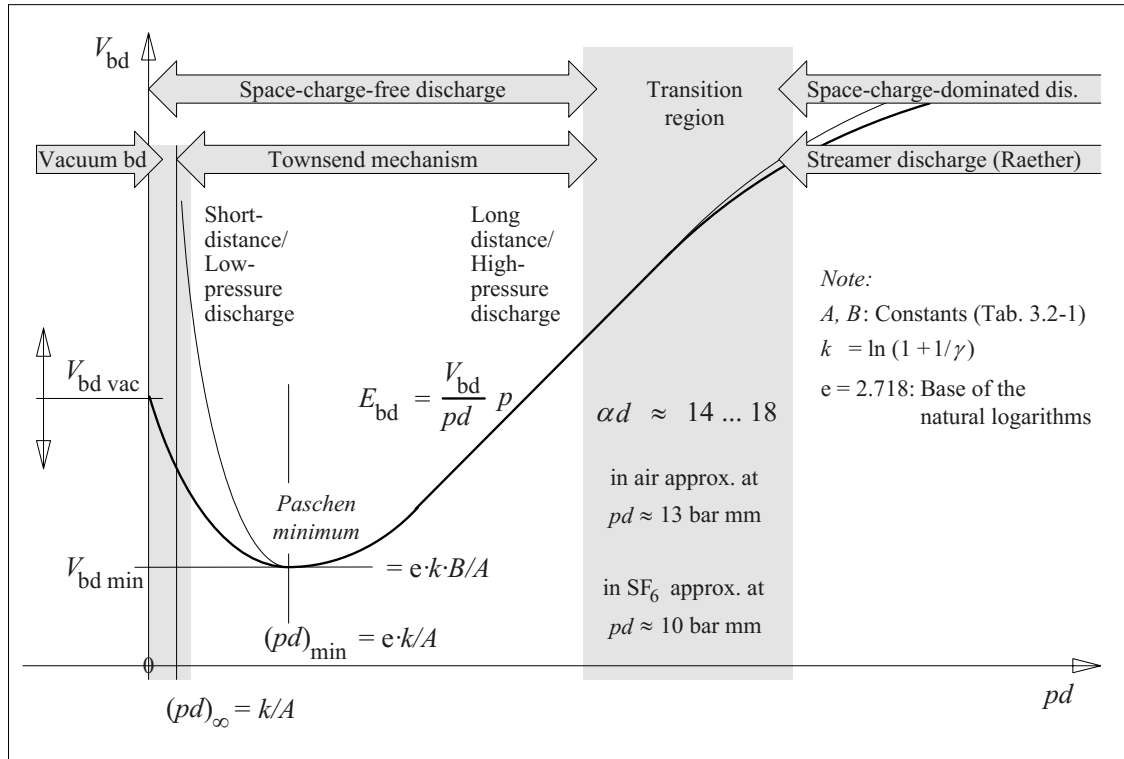 V_bd
Space-charge-free discharge
Transition
region
Space-charge-dominated dis.
Vacuum bd
Townsend mechanism
Streamer discharge (Raether)
Short-
distance/
Low-
pressure
discharge
Long
distance/
High-
pressure
discharge
Note:
A, B: Constants (Tab. 3.2-1)
k = ln (1 + 1/γ)
e = 2.718: Base of the
natural logarithms
V_bd vac
E_bd = V_bd/pd p
αd ≈ 14 ... 18
in air approx. at
pd ≈ 13 bar mm
Paschen
minimum
V_bd min
= e·k·B/A
in SF₆ approx. at
pd ≈ 10 bar mm
(pd)_min = e·k/A
0
pd
(pd)_∞ = k/A